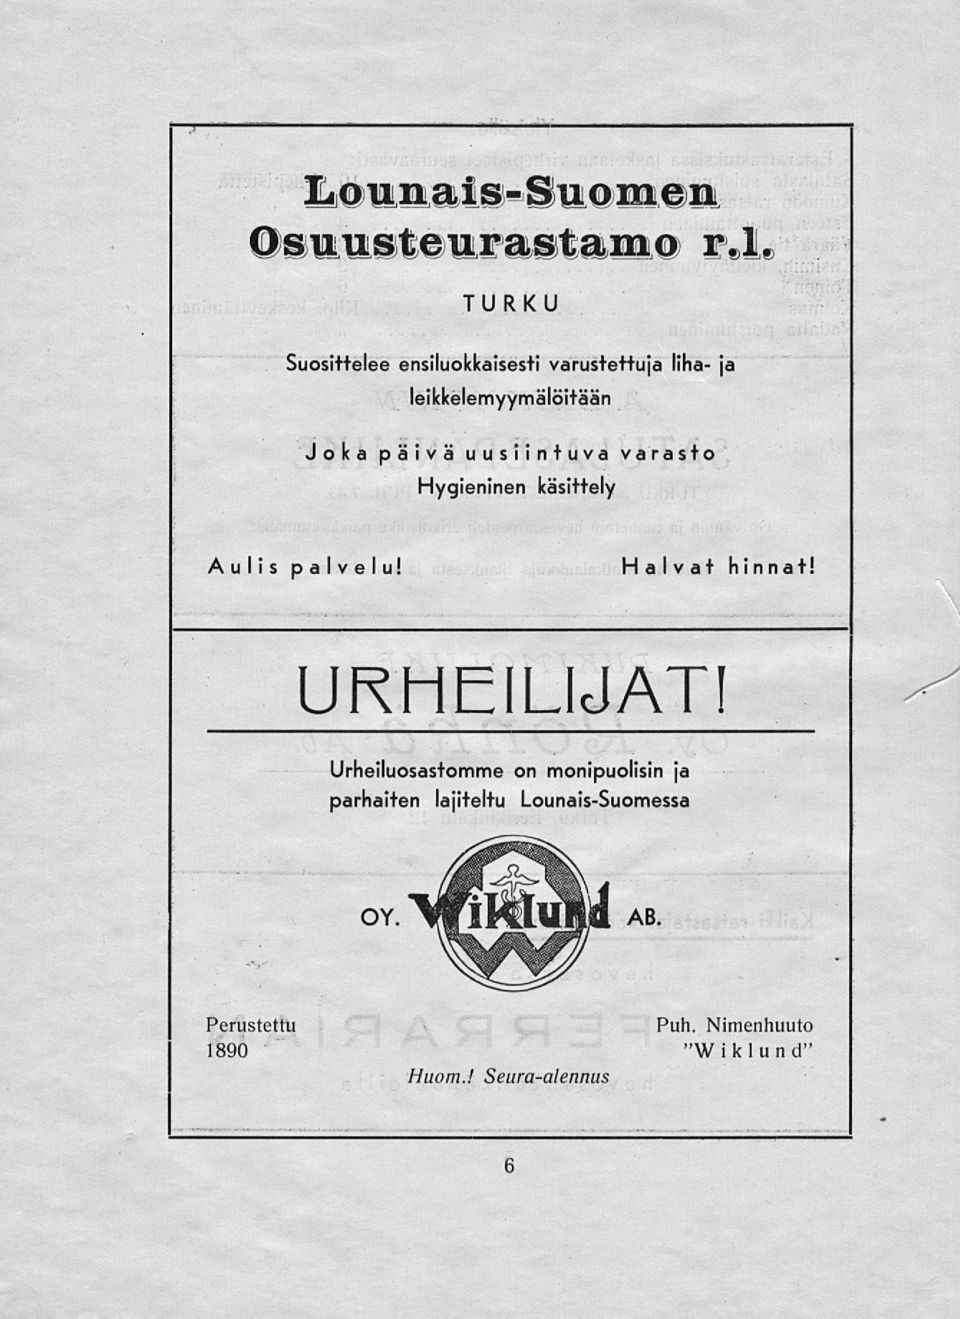 Lounais-Suomen
Osuusteurastamo r.l.
TURKU
Suosittelee ensiluokkaisesti varustettuja liha- ja
leikkelemyymälöitään
Joka päivä uusiintuva varasto
Hygieninen käsittely
Aulis palvelu! Halvat hinnat!
URHEILIJAT!
Urheiluosastomme on monipuolisin ja
parhaiten lajiteltu Lounais-Suomessa
OY. Wiklund AB.
Perustettu
1890
Puh. Nimenhuuto
”Wiklund”
Huom.! Seura-alennus
6